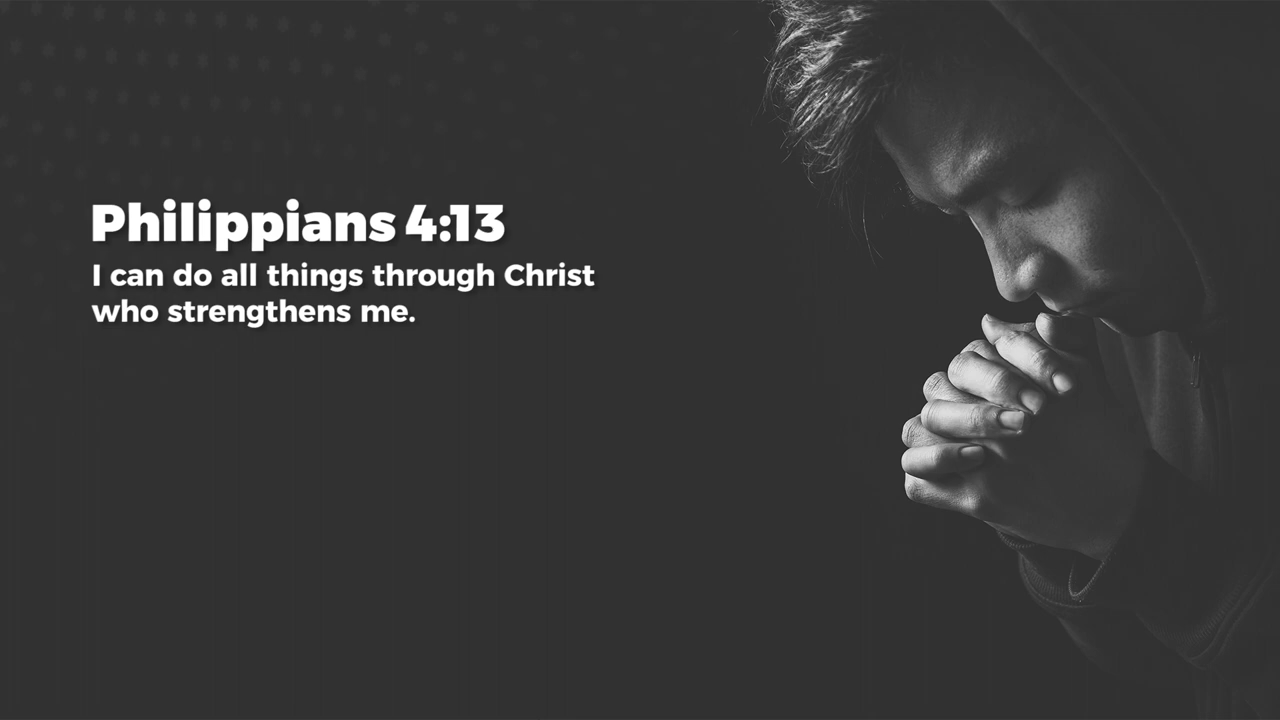 Philippians 4:13
I can do all things through Christ
who strengthens me.